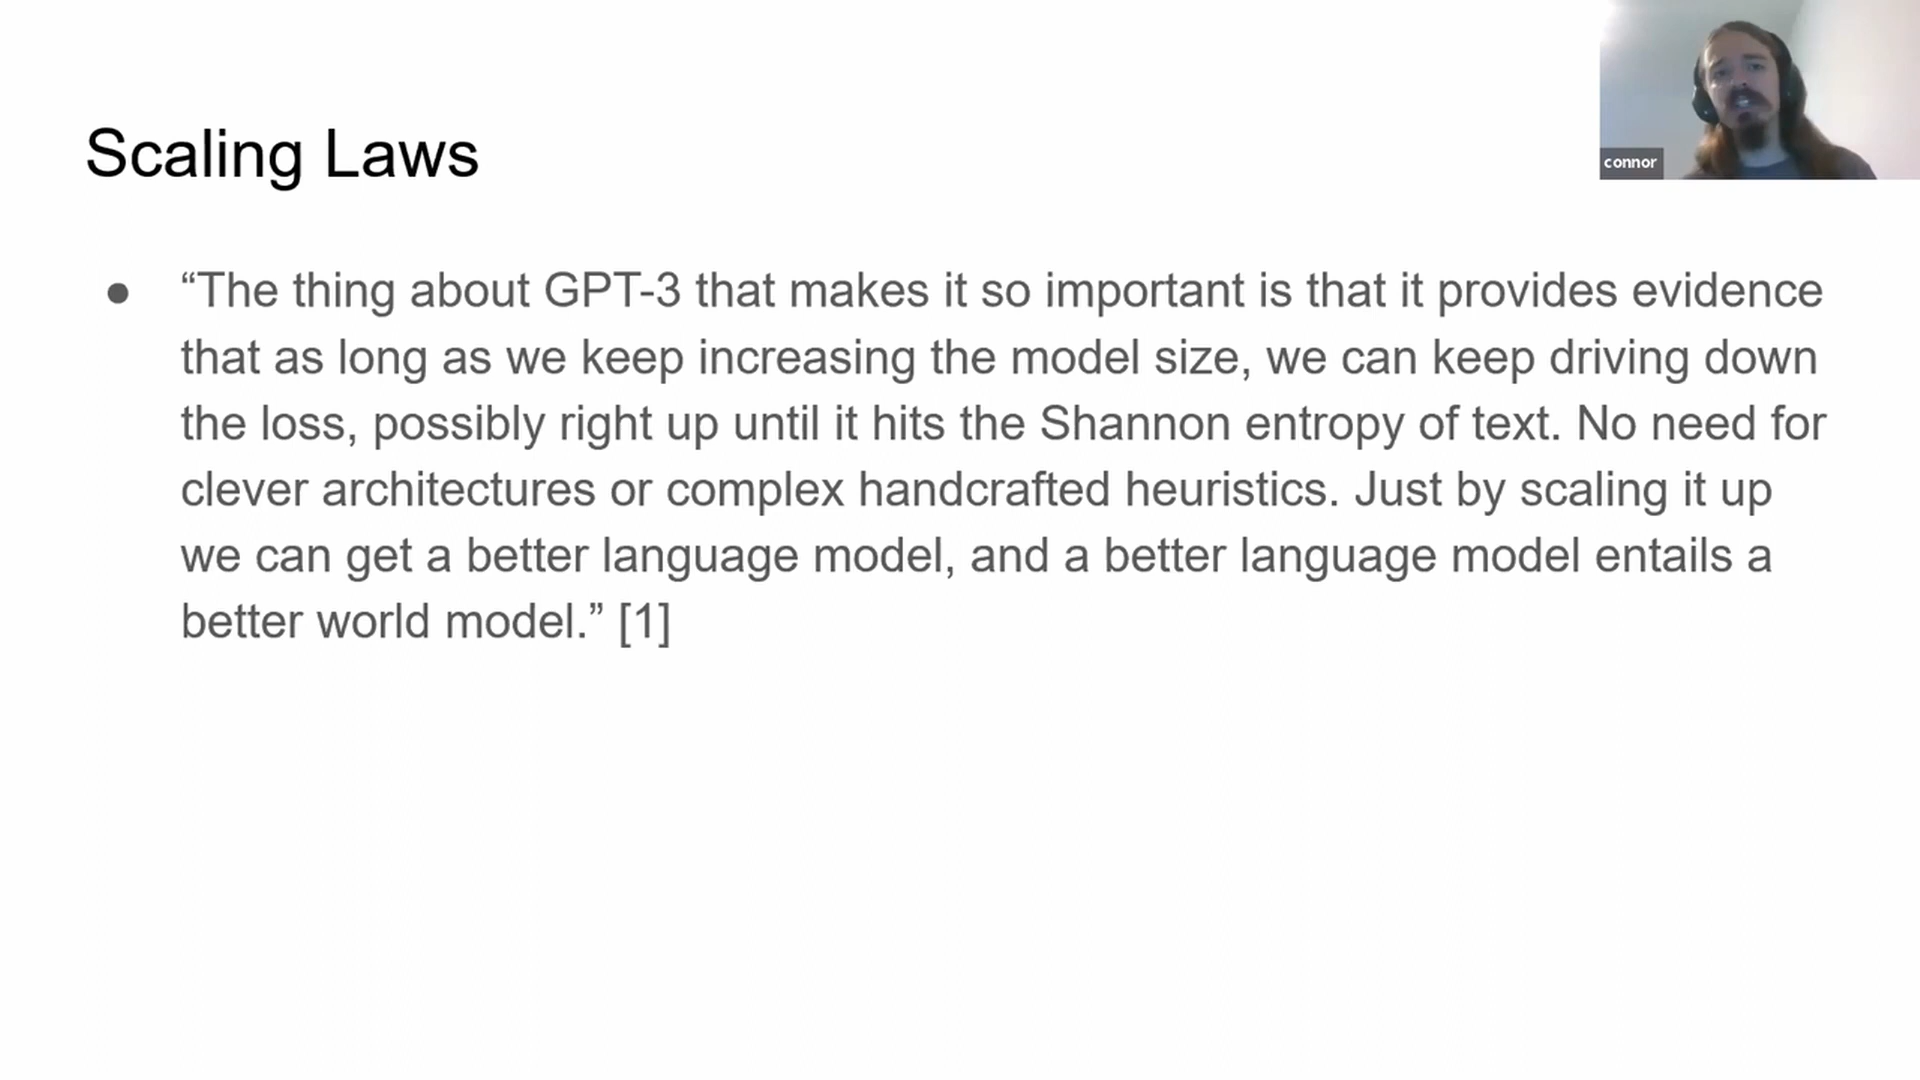 connor
Scaling Laws
● “The thing about GPT-3 that makes it so important is that it provides evidence
that as long as we keep increasing the model size, we can keep driving down
the loss, possibly right up until it hits the Shannon entropy of text. No need for
clever architectures or complex handcrafted heuristics. Just by scaling it up
we can get a better language model, and a better language model entails a
better world model.” [1]